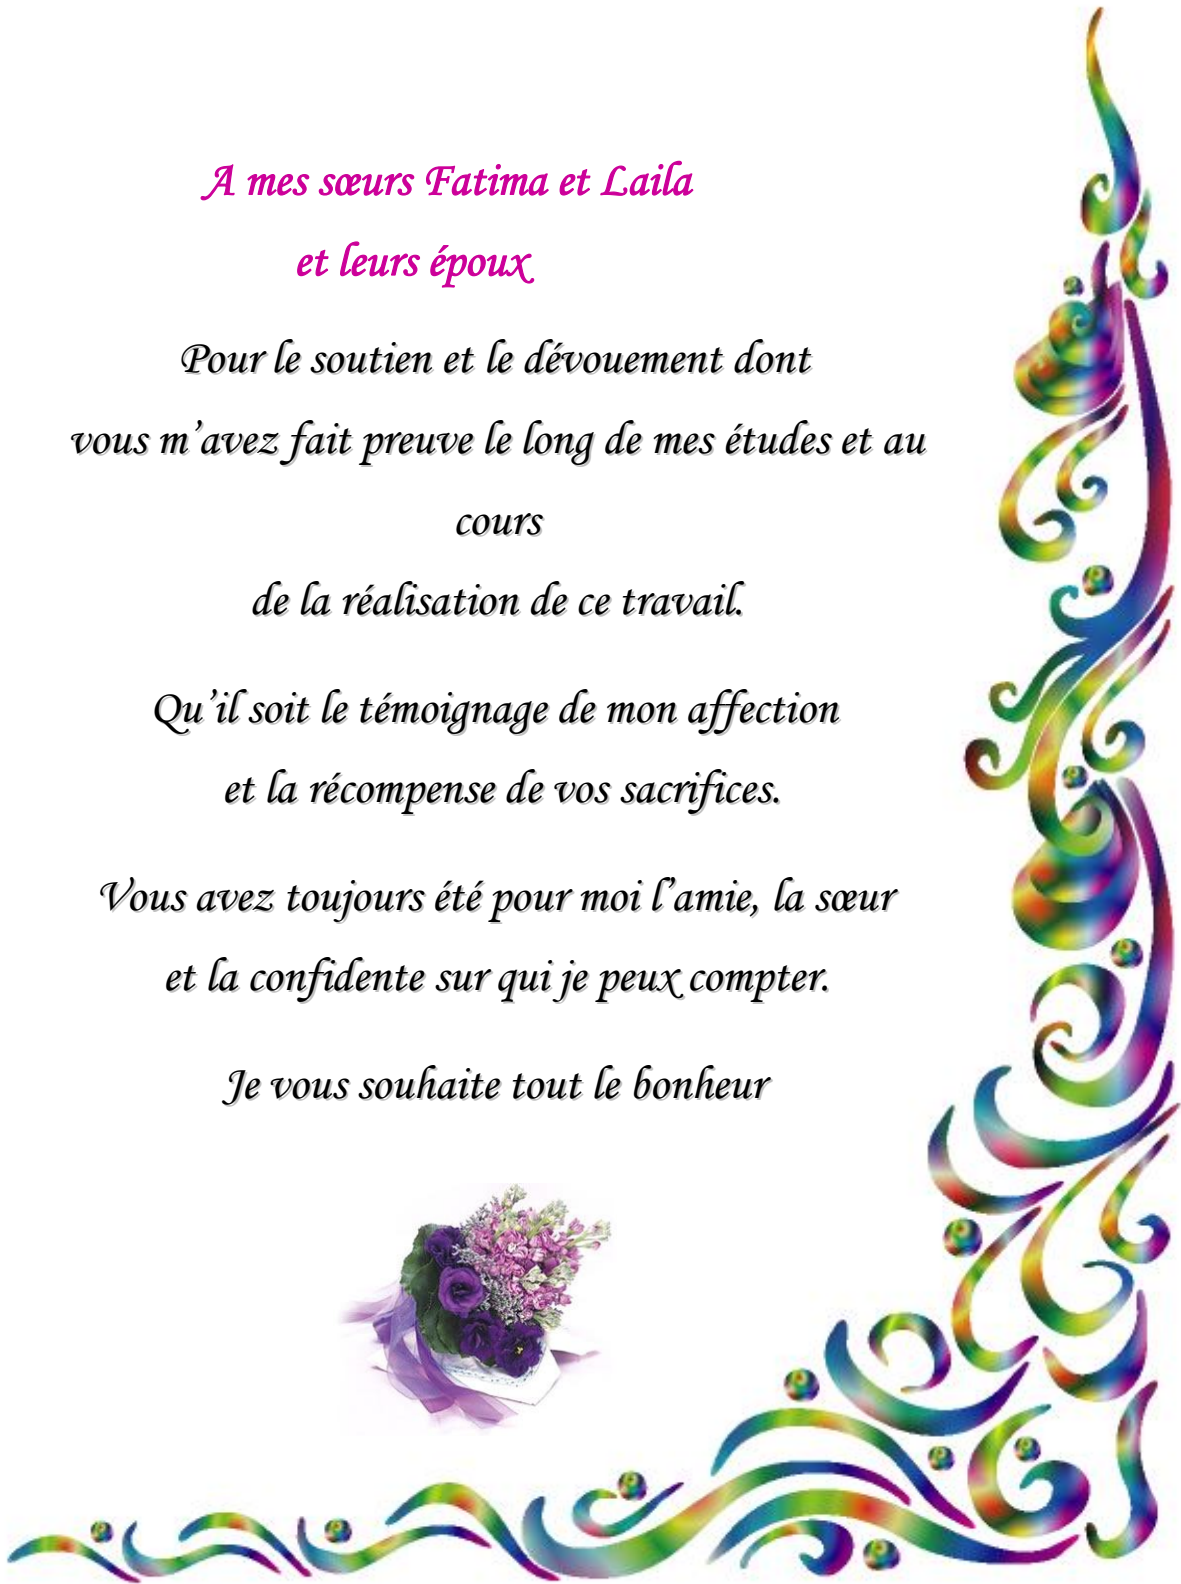 A mes sœurs Fatima et Laila
et leurs époux
Pour le soutien et le dévouement dont
vous m’avez fait preuve le long de mes études et au
cours
de la réalisation de ce travail.
Qu’il soit le témoignage de mon affection
et la récompense de vos sacrifices.
Vous avez toujours été pour moi l’amie, la sœur
et la confidente sur qui je peux compter.
Je vous souhaite tout le bonheur